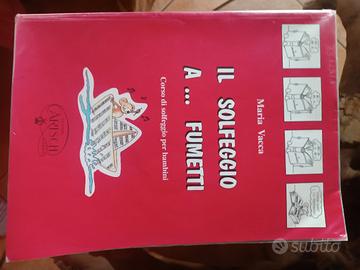 Maria Vacca
IL SOLFEGGIO
A ... FUMETTI
Corso di solfeggio per bambini
subito